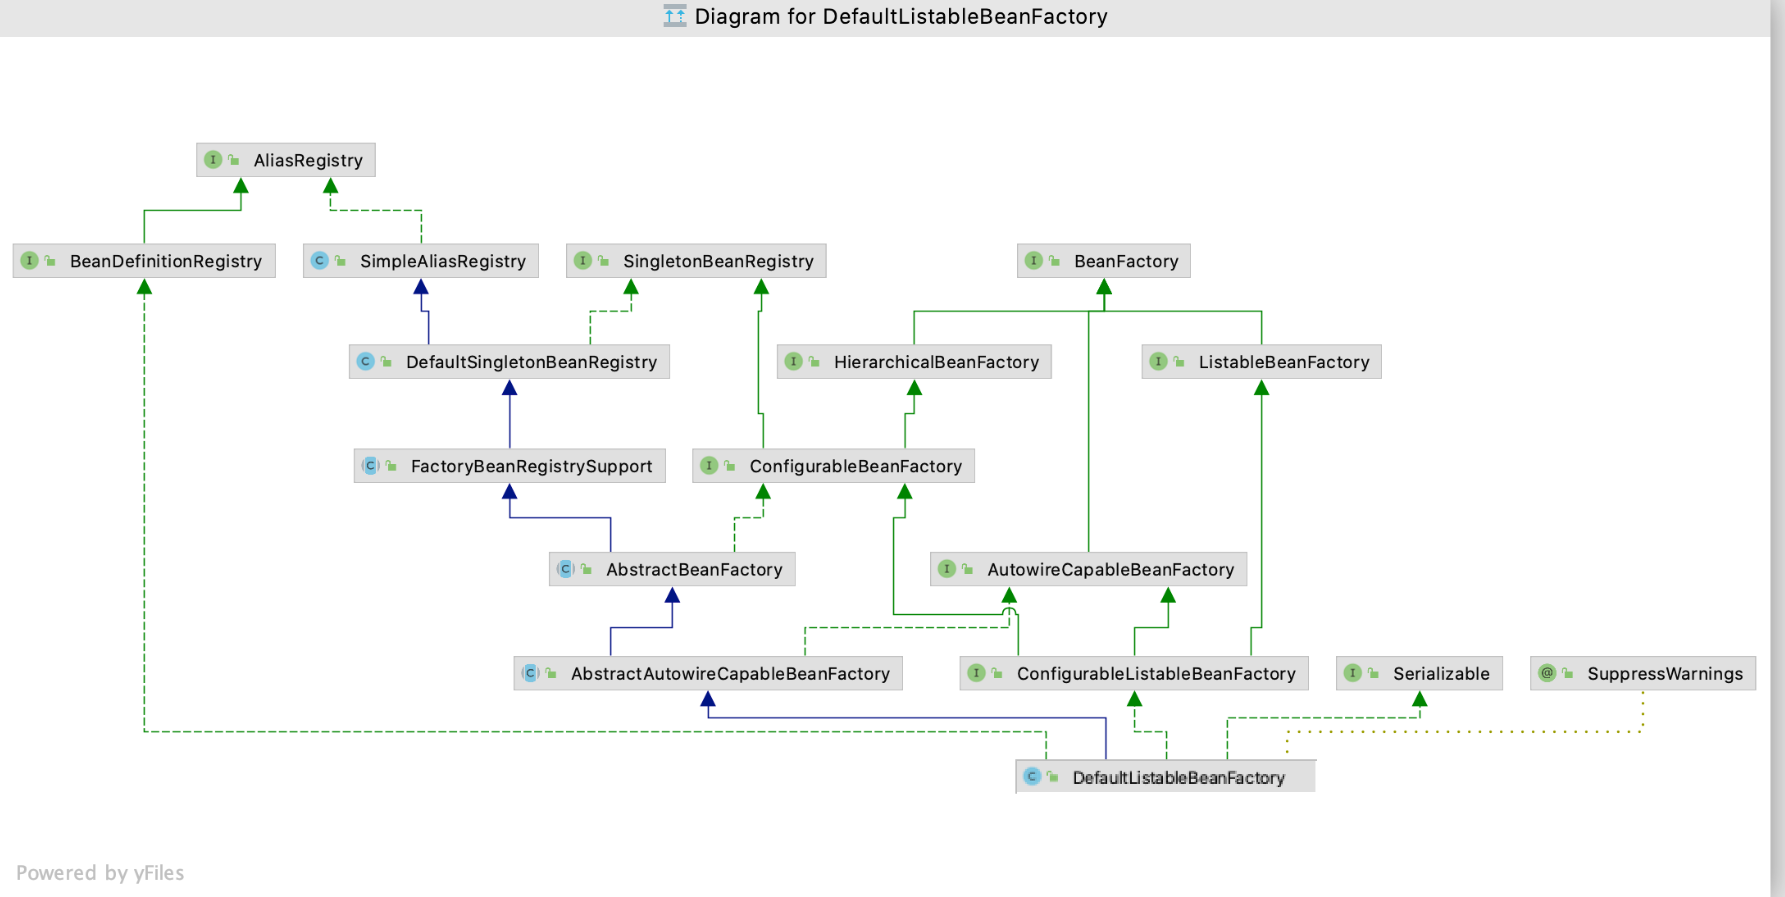 Diagram for DefaultListableBeanFactory
I AliasRegistry
I BeanDefinitionRegistry
C SimpleAliasRegistry
I SingletonBeanRegistry
I BeanFactory
C DefaultSingletonBeanRegistry
I HierarchicalBeanFactory
I ListableBeanFactory
C FactoryBeanRegistrySupport
I ConfigurableBeanFactory
C AbstractBeanFactory
I AutowireCapableBeanFactory
C AbstractAutowireCapableBeanFactory
I ConfigurableListableBeanFactory
I Serializable
@ SuppressWarnings
C DefaultListableBeanFactory
Powered by yFiles